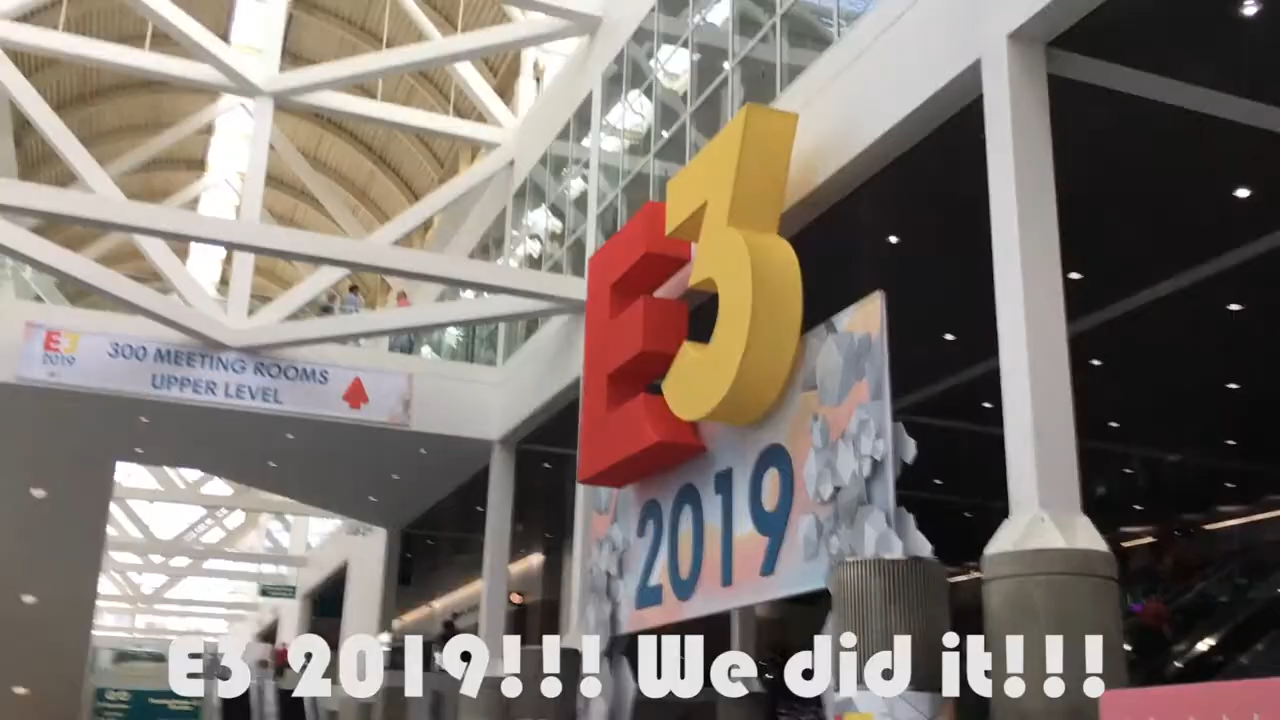 E3
2019
300 MEETING ROOMS
UPPER LEVEL
E3
2019
E3 2019!!! We did it!!!